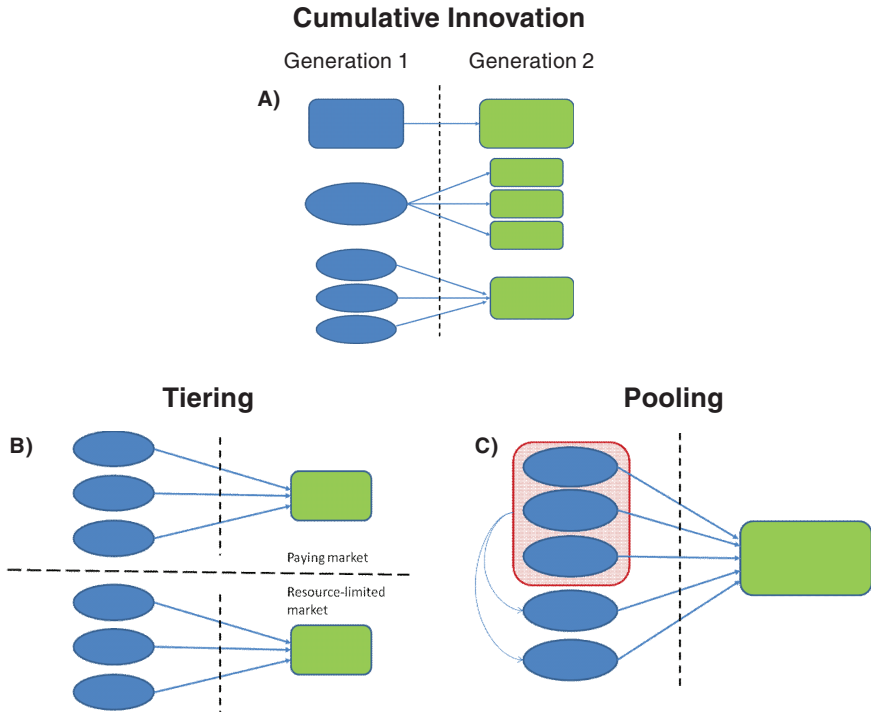 Cumulative Innovation
Generation 1
Generation 2
A)
Tiering
Pooling
B)
C)
Paying market
Resource-limited
market